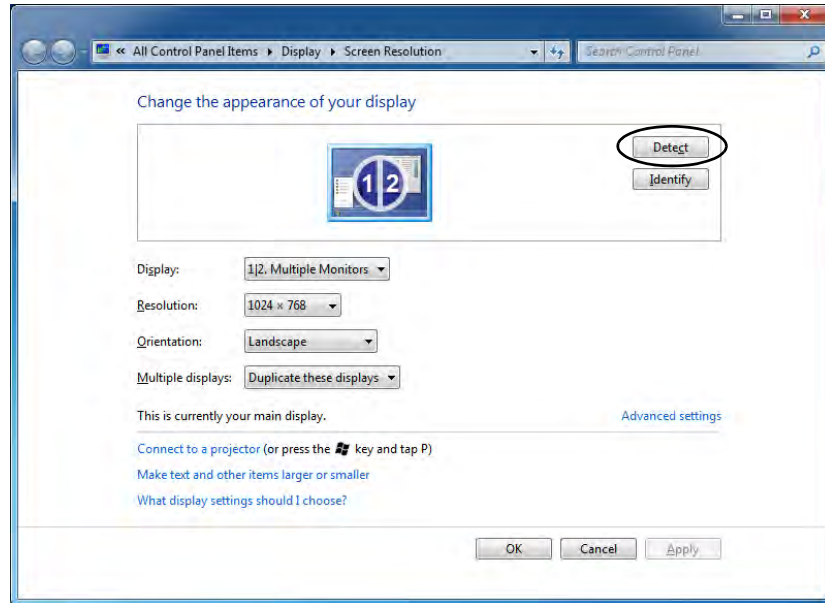 « All Control Panel Items ▸ Display ▸ Screen Resolution
Search Control Panel
Change the appearance of your display
1|2
Detect
Identify
Display: 1|2. Multiple Monitors
Resolution: 1024 × 768
Orientation: Landscape
Multiple displays: Duplicate these displays
This is currently your main display. Advanced settings
Connect to a projector (or press the key and tap P)
Make text and other items larger or smaller
What display settings should I choose?
OK Cancel Apply